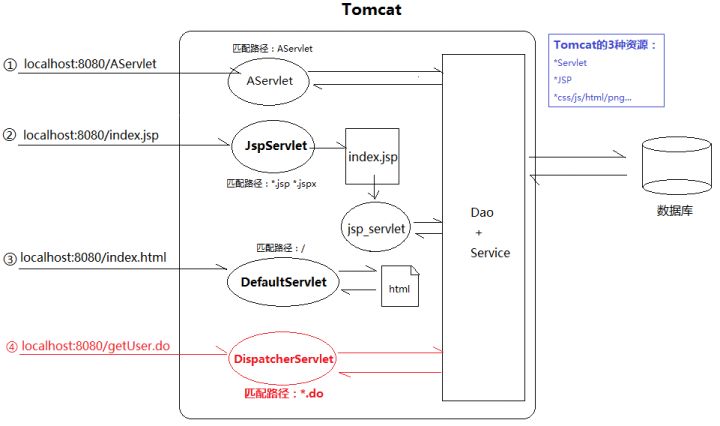 Tomcat
匹配路径：AServlet
① localhost:8080/AServlet
AServlet
Tomcat的3种资源：
*Servlet
*JSP
*css/js/html/png...
② localhost:8080/index.jsp
JspServlet
index.jsp
匹配路径：*.jsp *.jspx
jsp_servlet
Dao
+
Service
数据库
匹配路径：/
③ localhost:8080/index.html
DefaultServlet
html
④ localhost:8080/getUser.do
DispatcherServlet
匹配路径：*.do